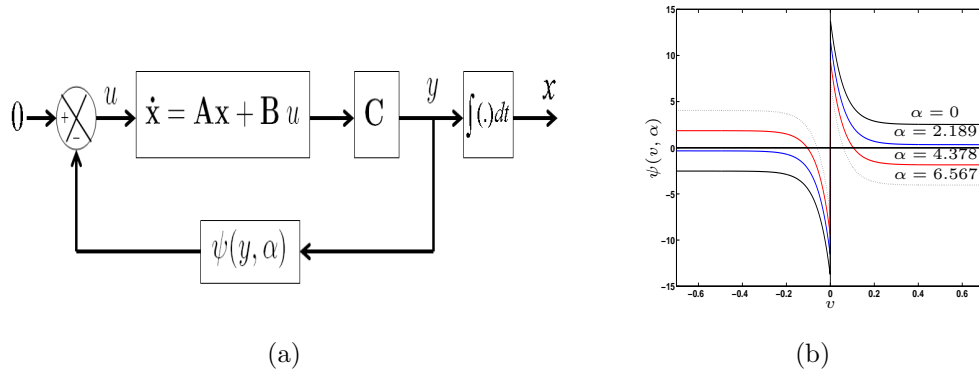 0
+
−
u
ẋ = Ax + B u
C
y
∫(.)dt
x
ψ(y, α)
(a)
15
10
5
0
−5
−10
−15
ψ(v, α)
α = 0
α = 2.189
α = 4.378
α = 6.567
−0.6
−0.4
−0.2
0
0.2
0.4
0.6
v
(b)